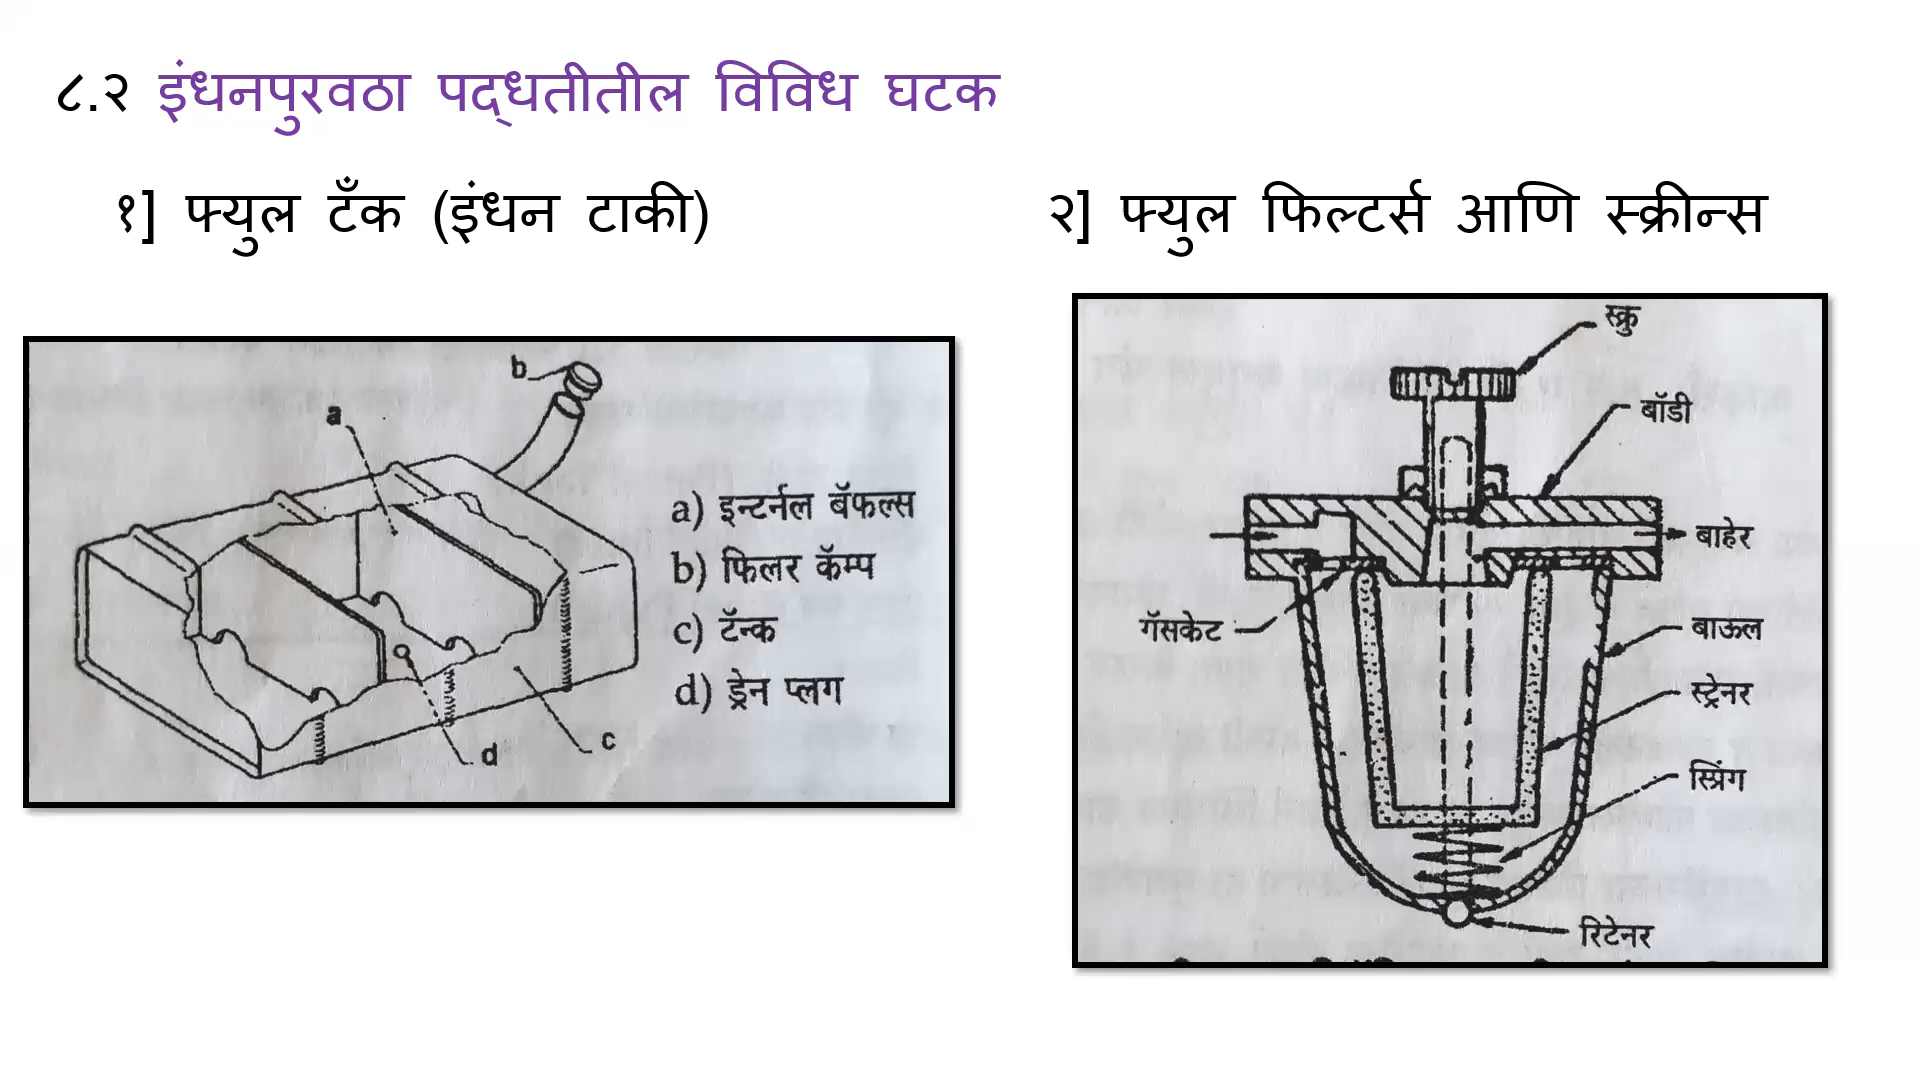 ८.२ इंधनपुरवठा पद्धतीतील विविध घटक
१] फ्युल टँक (इंधन टाकी)
b
a
a) इन्टर्नल बॅफल्स
b) फिलर कॅम्प
c) टॅन्क
d) ड्रेन प्लग
c
d
२] फ्युल फिल्टर्स आणि स्क्रीन्स
स्क्रु
बॉडी
बाहेर
गॅसकेट
बाऊल
स्ट्रेनर
स्प्रिंग
रिटेनर